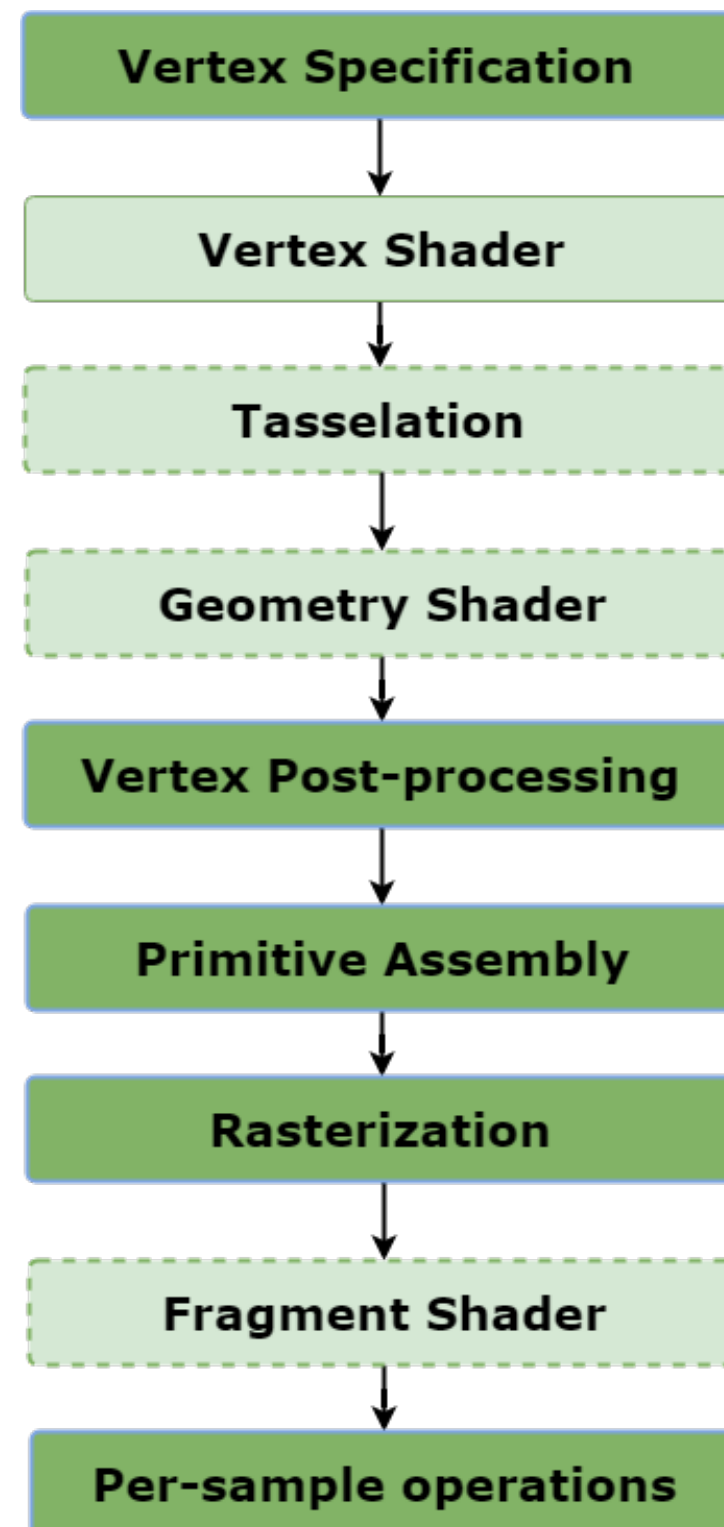 Vertex Specification
Vertex Shader
Tasselation
Geometry Shader
Vertex Post-processing
Primitive Assembly
Rasterization
Fragment Shader
Per-sample operations